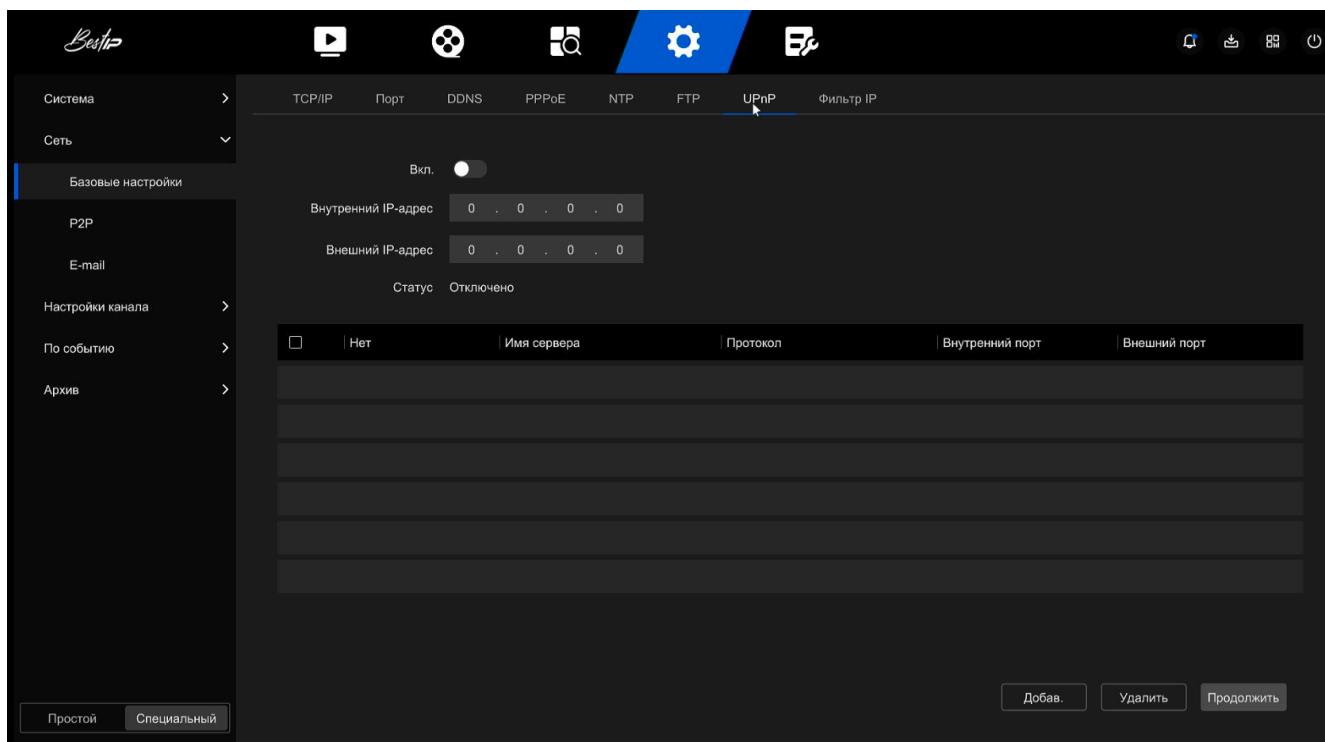 Bestip
TCP/IP Порт DDNS PPPoE NTP FTP UPnP Фильтр IP
Система
Сеть
Базовые настройки
P2P
E-mail
Настройки канала
По событию
Архив
Простой Специальный
Вкл.
Внутренний IP-адрес 0 . 0 . 0 . 0
Внешний IP-адрес 0 . 0 . 0 . 0
Статус Отключено
Нет Имя сервера Протокол Внутренний порт Внешний порт
Добав. Удалить Продолжить